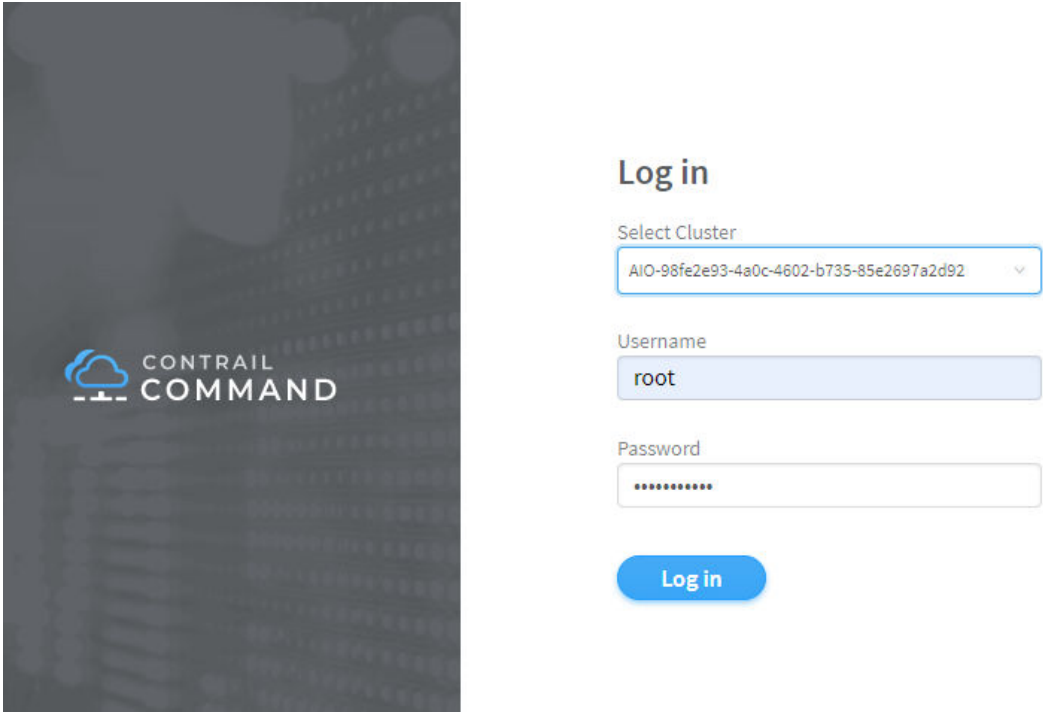 CONTRAIL
COMMAND
Log in
Select Cluster
AIO-98fe2e93-4a0c-4602-b735-85e2697a2d92
Username
root
Password
•••••••••••
Log in